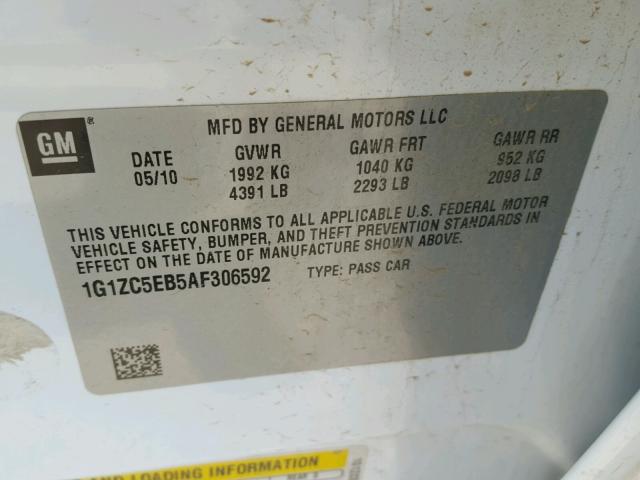 GM ®
MFD BY GENERAL MOTORS LLC
DATE GVWR GAWR FRT GAWR RR
05/10 1992 KG 1040 KG 952 KG
4391 LB 2293 LB 2098 LB
THIS VEHICLE CONFORMS TO ALL APPLICABLE U.S. FEDERAL MOTOR
VEHICLE SAFETY, BUMPER, AND THEFT PREVENTION STANDARDS IN
EFFECT ON THE DATE OF MANUFACTURE SHOWN ABOVE.
1G1ZC5EB5AF306592 TYPE: PASS CAR
AND LOADING INFORMATION